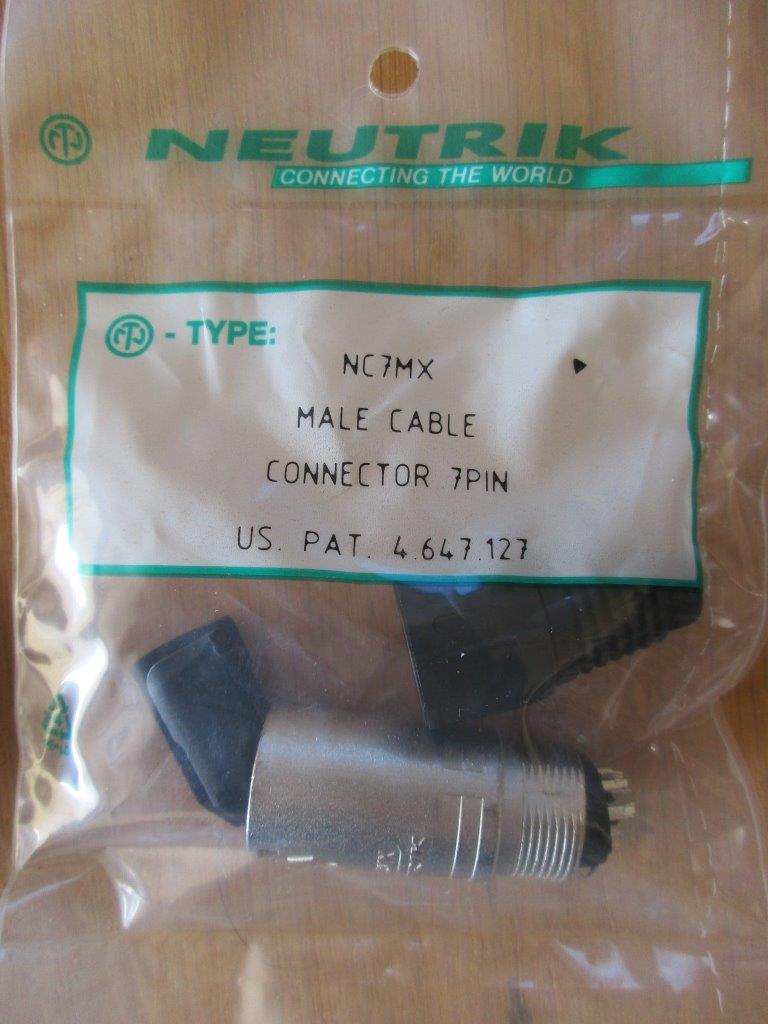 NEUTRIK
CONNECTING THE WORLD
- TYPE:
NC7MX
MALE CABLE
CONNECTOR 7PIN
US. PAT. 4.647.127